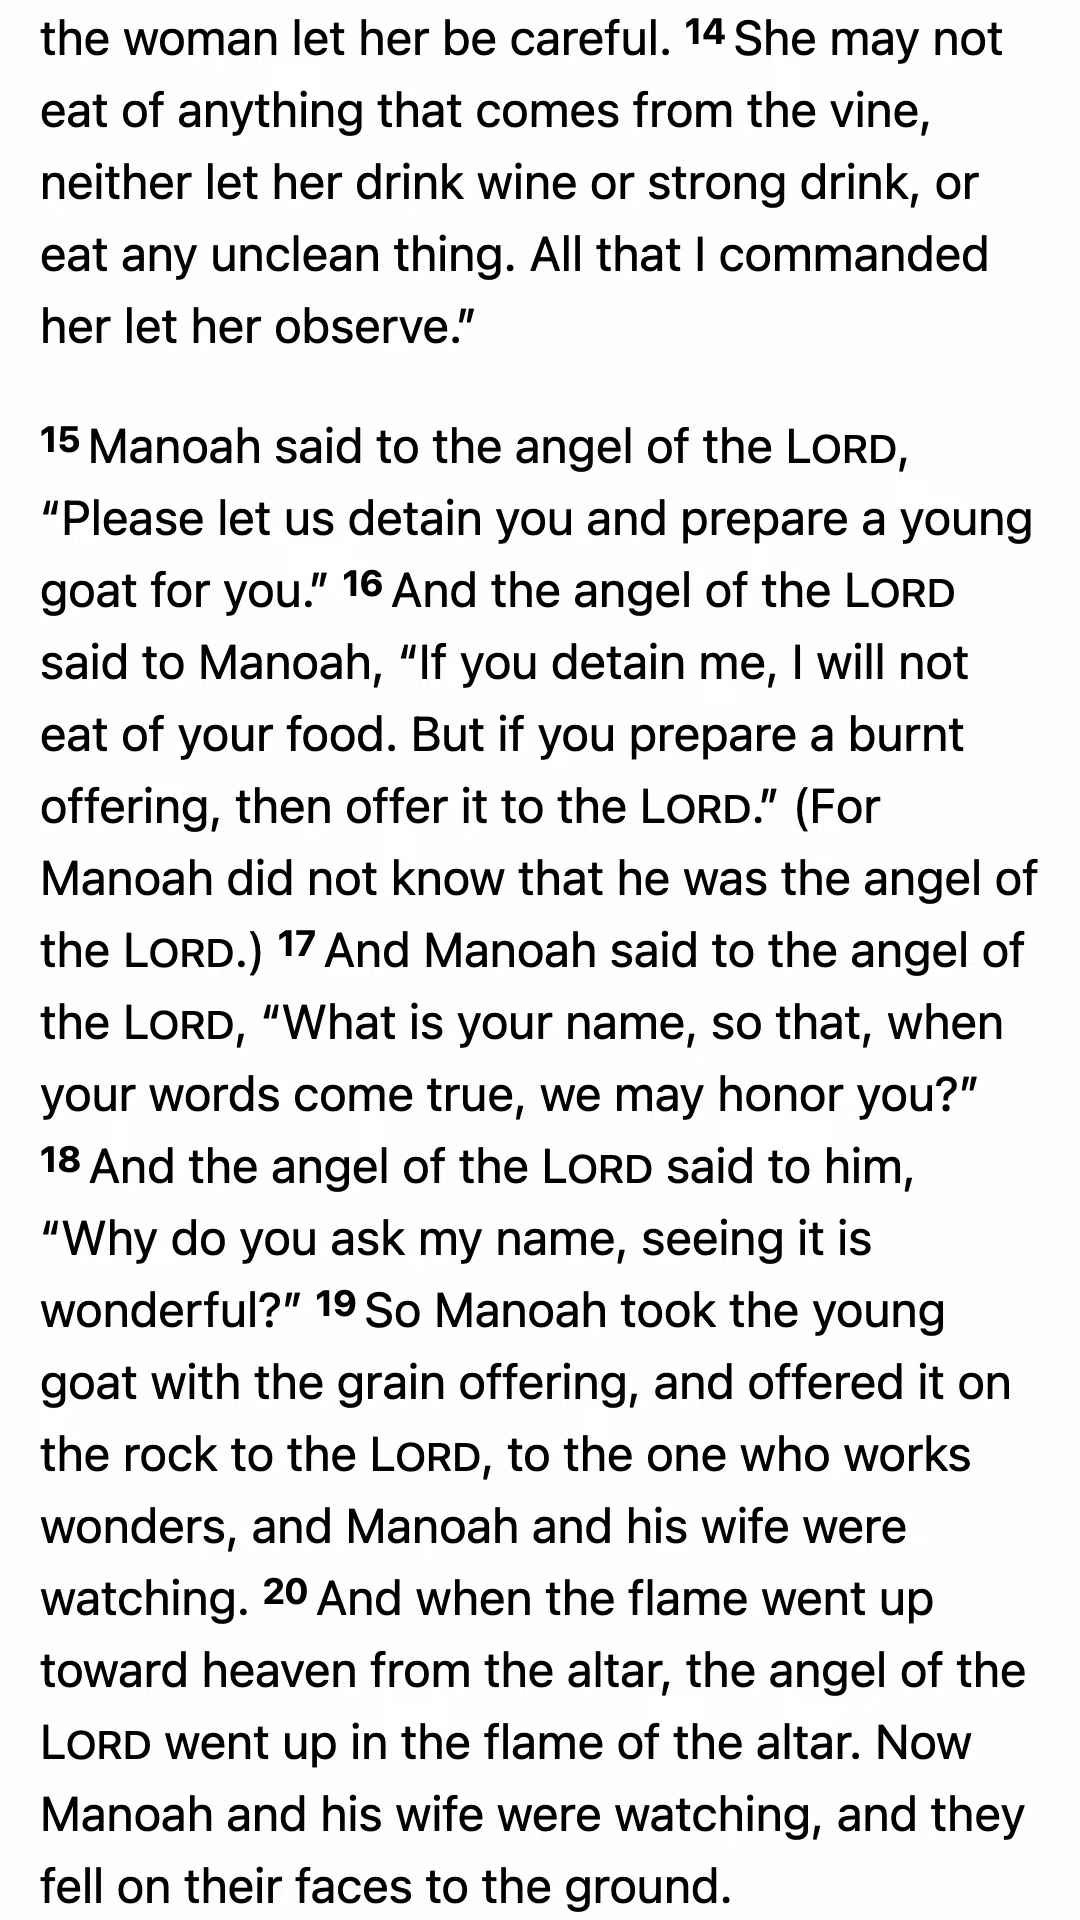 the woman let her be careful. 14 She may not
eat of anything that comes from the vine,
neither let her drink wine or strong drink, or
eat any unclean thing. All that I commanded
her let her observe.”
15 Manoah said to the angel of the LORD,
“Please let us detain you and prepare a young
goat for you.” 16 And the angel of the LORD
said to Manoah, “If you detain me, I will not
eat of your food. But if you prepare a burnt
offering, then offer it to the LORD.” (For
Manoah did not know that he was the angel of
the LORD.) 17 And Manoah said to the angel of
the LORD, “What is your name, so that, when
your words come true, we may honor you?”
18 And the angel of the LORD said to him,
“Why do you ask my name, seeing it is
wonderful?” 19 So Manoah took the young
goat with the grain offering, and offered it on
the rock to the LORD, to the one who works
wonders, and Manoah and his wife were
watching. 20 And when the flame went up
toward heaven from the altar, the angel of the
LORD went up in the flame of the altar. Now
Manoah and his wife were watching, and they
fell on their faces to the ground.